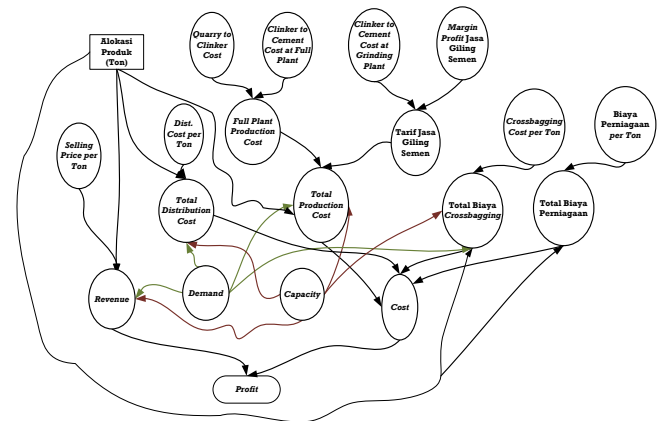 Alokasi
Produk
(Ton)
Quarry to
Clinker
Cost
Clinker to
Cement
Cost at Full
Plant
Clinker to
Cement
Cost at
Grinding
Plant
Margin
Profit Jasa
Giling
Semen
Selling
Price per
Ton
Dist.
Cost per
Ton
Full Plant
Production
Cost
Tarif Jasa
Giling
Semen
Crossbagging
Cost per Ton
Biaya
Perniagaan
per Ton
Total
Distribution
Cost
Total
Production
Cost
Total Biaya
Crossbagging
Total Biaya
Perniagaan
Revenue
Demand
Capacity
Cost
Profit